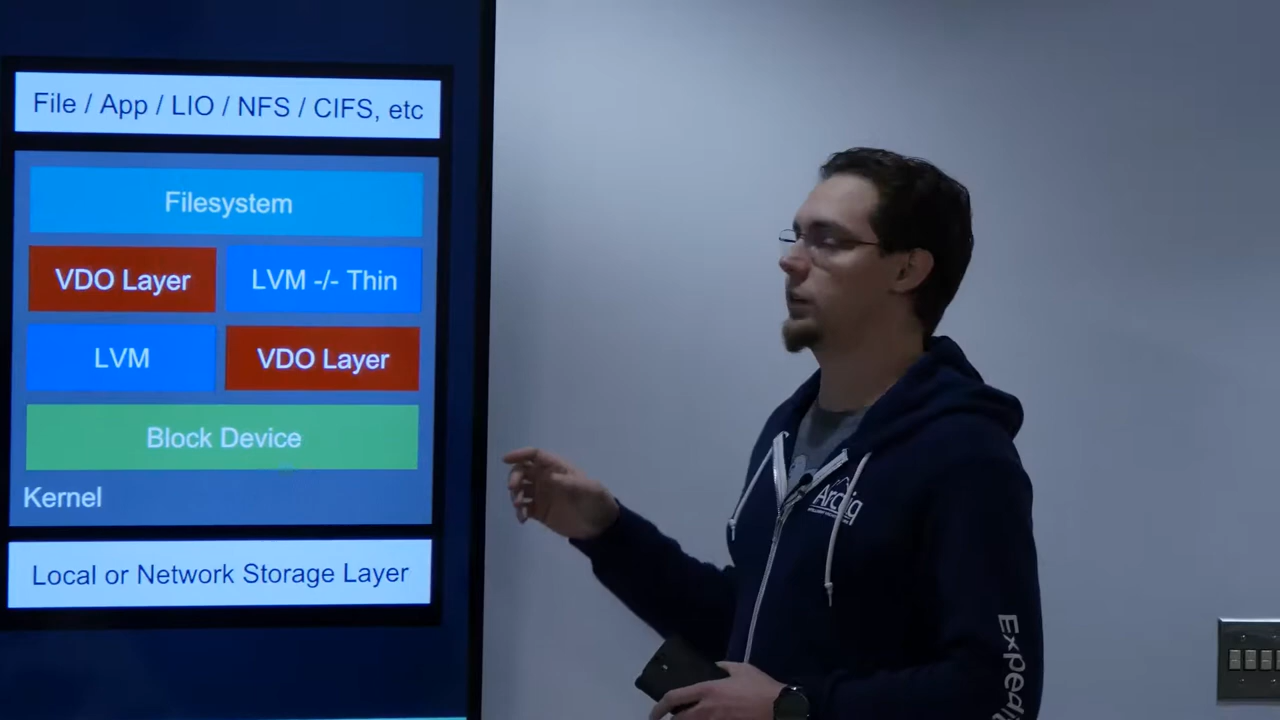 File / App / LIO / NFS / CIFS, etc
Filesystem
VDO Layer
LVM -/- Thin
LVM
VDO Layer
Block Device
Kernel
Local or Network Storage Layer